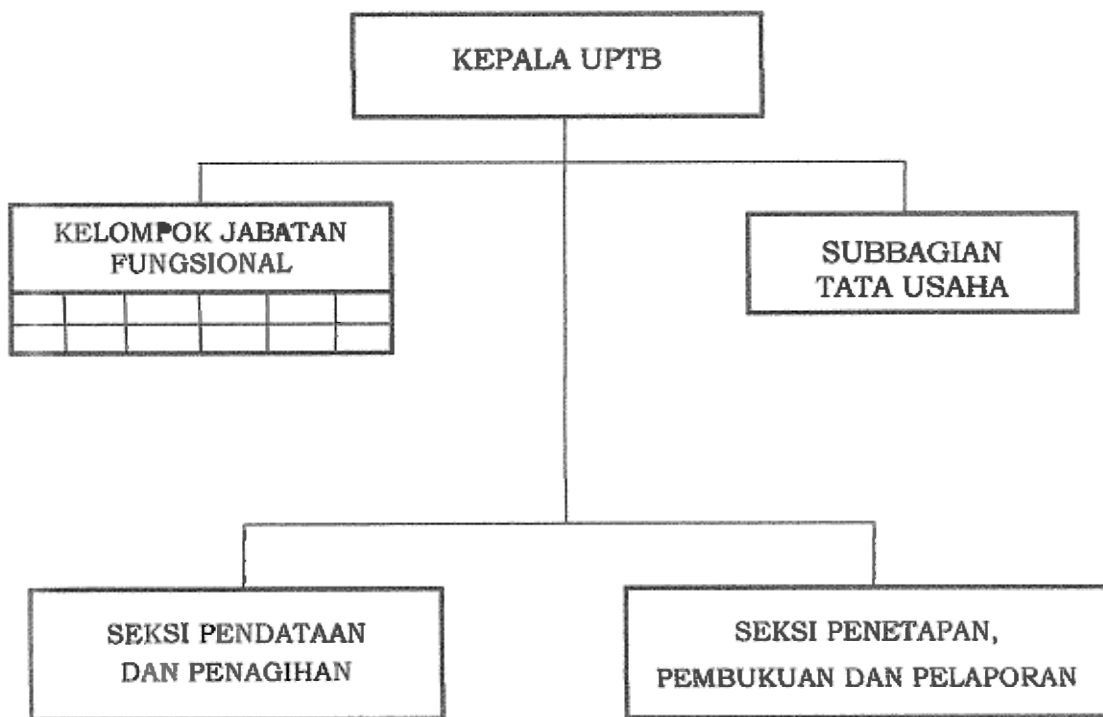 KEPALA UPTB
KELOMPOK JABATAN
FUNGSIONAL
SUBBAGIAN
TATA USAHA
SEKSI PENDATAAN
DAN PENAGIHAN
SEKSI PENETAPAN,
PEMBUKUAN DAN PELAPORAN